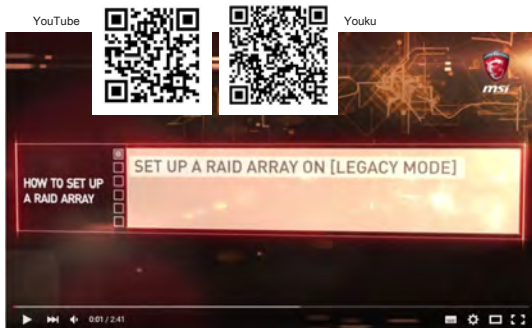 YouTube
Youku
msi
SET UP A RAID ARRAY ON [LEGACY MODE]
HOW TO SET UP
A RAID ARRAY
0:01 / 2:41